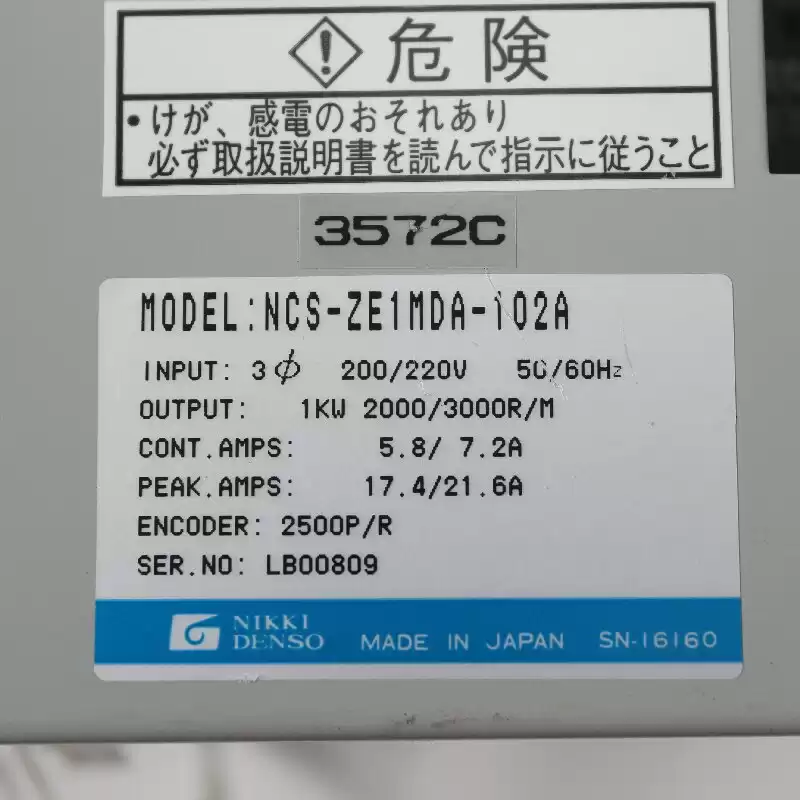 危険
•けが、感電のおそれあり
必ず取扱説明書を読んで指示に従うこと
3572C
MODEL:NCS-ZE1MDA-102A
INPUT: 3ϕ 200/220V 50/60Hz
OUTPUT: 1KW 2000/3000R/M
CONT.AMPS: 5.8/ 7.2A
PEAK.AMPS: 17.4/21.6A
ENCODER: 2500P/R
SER.NO: LB00809
NIKKI
DENSO MADE IN JAPAN SN-16160